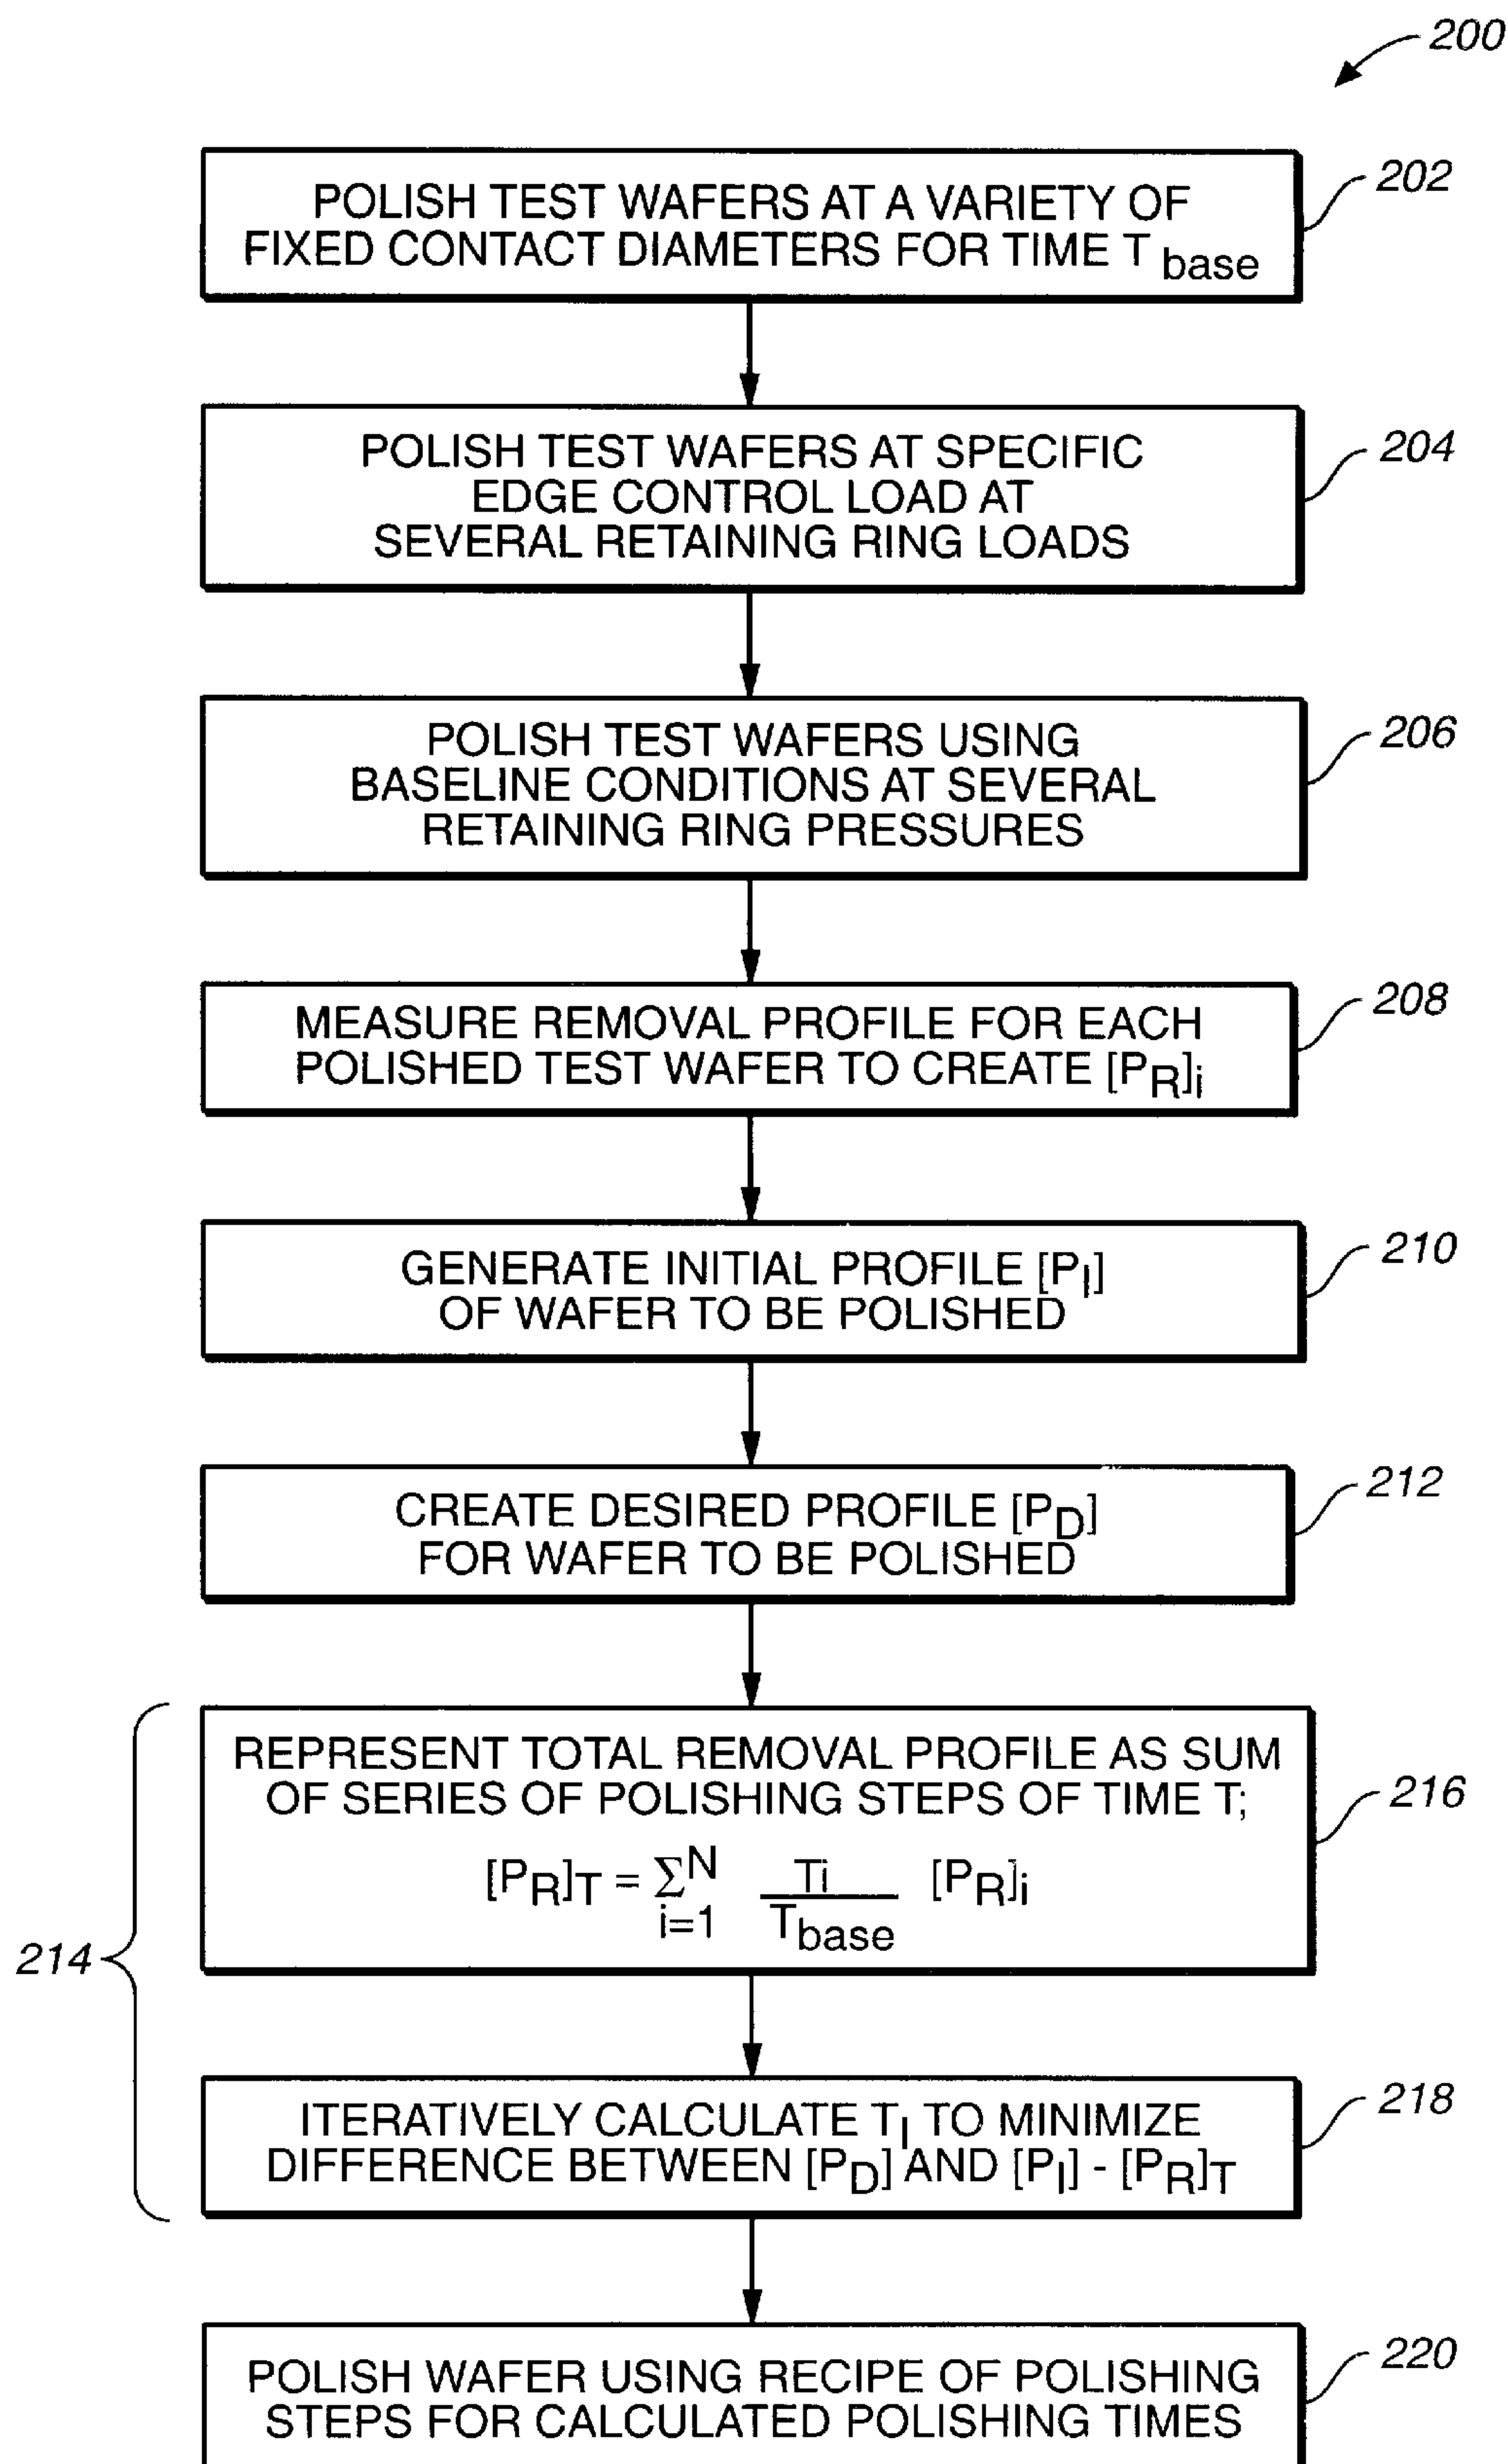 200
POLISH TEST WAFERS AT A VARIETY OF
FIXED CONTACT DIAMETERS FOR TIME T base
202
POLISH TEST WAFERS AT SPECIFIC
EDGE CONTROL LOAD AT
SEVERAL RETAINING RING LOADS
204
POLISH TEST WAFERS USING
BASELINE CONDITIONS AT SEVERAL
RETAINING RING PRESSURES
206
MEASURE REMOVAL PROFILE FOR EACH
POLISHED TEST WAFER TO CREATE [PR]i
208
GENERATE INITIAL PROFILE [PI]
OF WAFER TO BE POLISHED
210
CREATE DESIRED PROFILE [PD]
FOR WAFER TO BE POLISHED
212
214
REPRESENT TOTAL REMOVAL PROFILE AS SUM
OF SERIES OF POLISHING STEPS OF TIME T;
[PR]T = Σ N i=1 Ti / Tbase [PR]i
216
ITERATIVELY CALCULATE TI TO MINIMIZE
DIFFERENCE BETWEEN [PD] AND [PI] - [PR]T
218
POLISH WAFER USING RECIPE OF POLISHING
STEPS FOR CALCULATED POLISHING TIMES
220